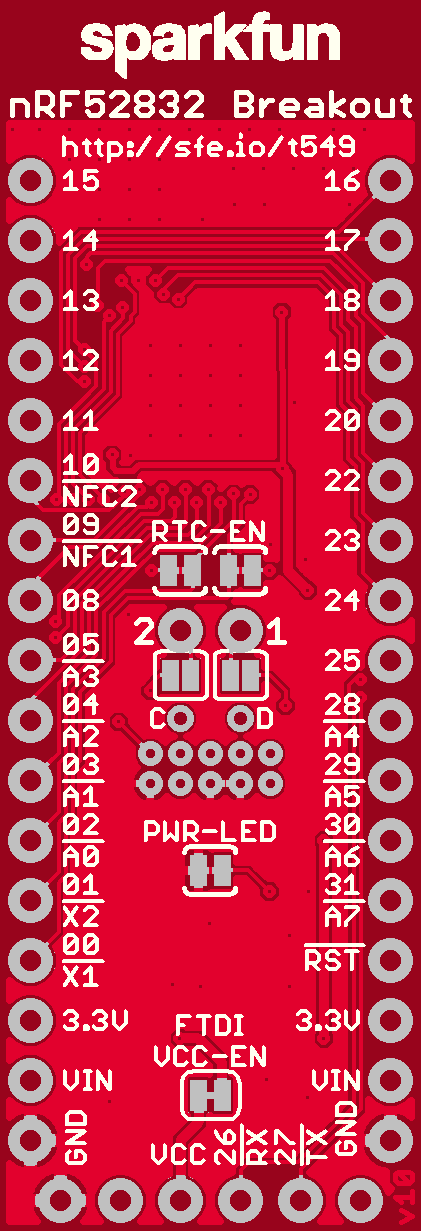 sparkfun
nRF52832 Breakout
http://sfe.io/t549
15 16
14 17
13 18
12 19
11 20
10 22
NFC2
09 23
NFC1
RTC-EN
08 24
2 1
05 25
A3
04 28
A2 A4
C D
03 29
A1 A5
02 30
A0 A6
PWR-LED
01 31
X2 A7
00 RST
X1
3.3V 3.3V
FTDI
VCC-EN
VIN VIN
GND GND
VCC 26 RX 27 TX
v10